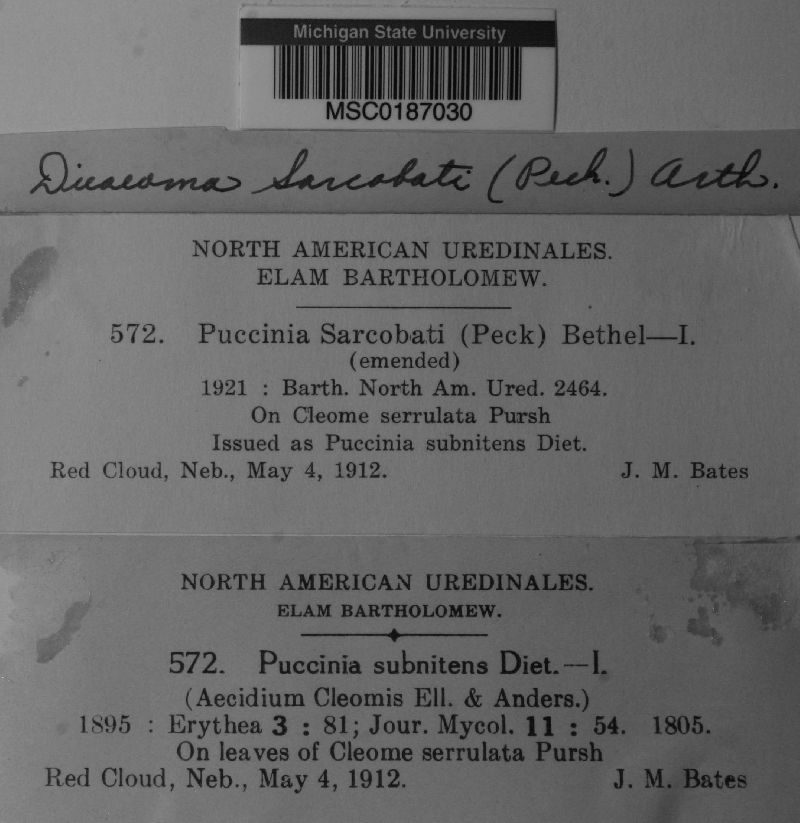 Michigan State University
MSC0187030
Dicaeoma Sarcobati (Peck.) Arth.
NORTH AMERICAN UREDINALES.
ELAM BARTHOLOMEW.
572. Puccinia Sarcobati (Peck) Bethel—I.
(emended)
1921 : Barth. North Am. Ured. 2464.
On Cleome serrulata Pursh
Issued as Puccinia subnitens Diet.
Red Cloud, Neb., May 4, 1912. J. M. Bates
NORTH AMERICAN UREDINALES.
ELAM BARTHOLOMEW.
572. Puccinia subnitens Diet.—I.
(Aecidium Cleomis Ell. & Anders.)
1895 : Erythea 3 : 81; Jour. Mycol. 11 : 54. 1805.
On leaves of Cleome serrulata Pursh
Red Cloud, Neb., May 4, 1912. J. M. Bates